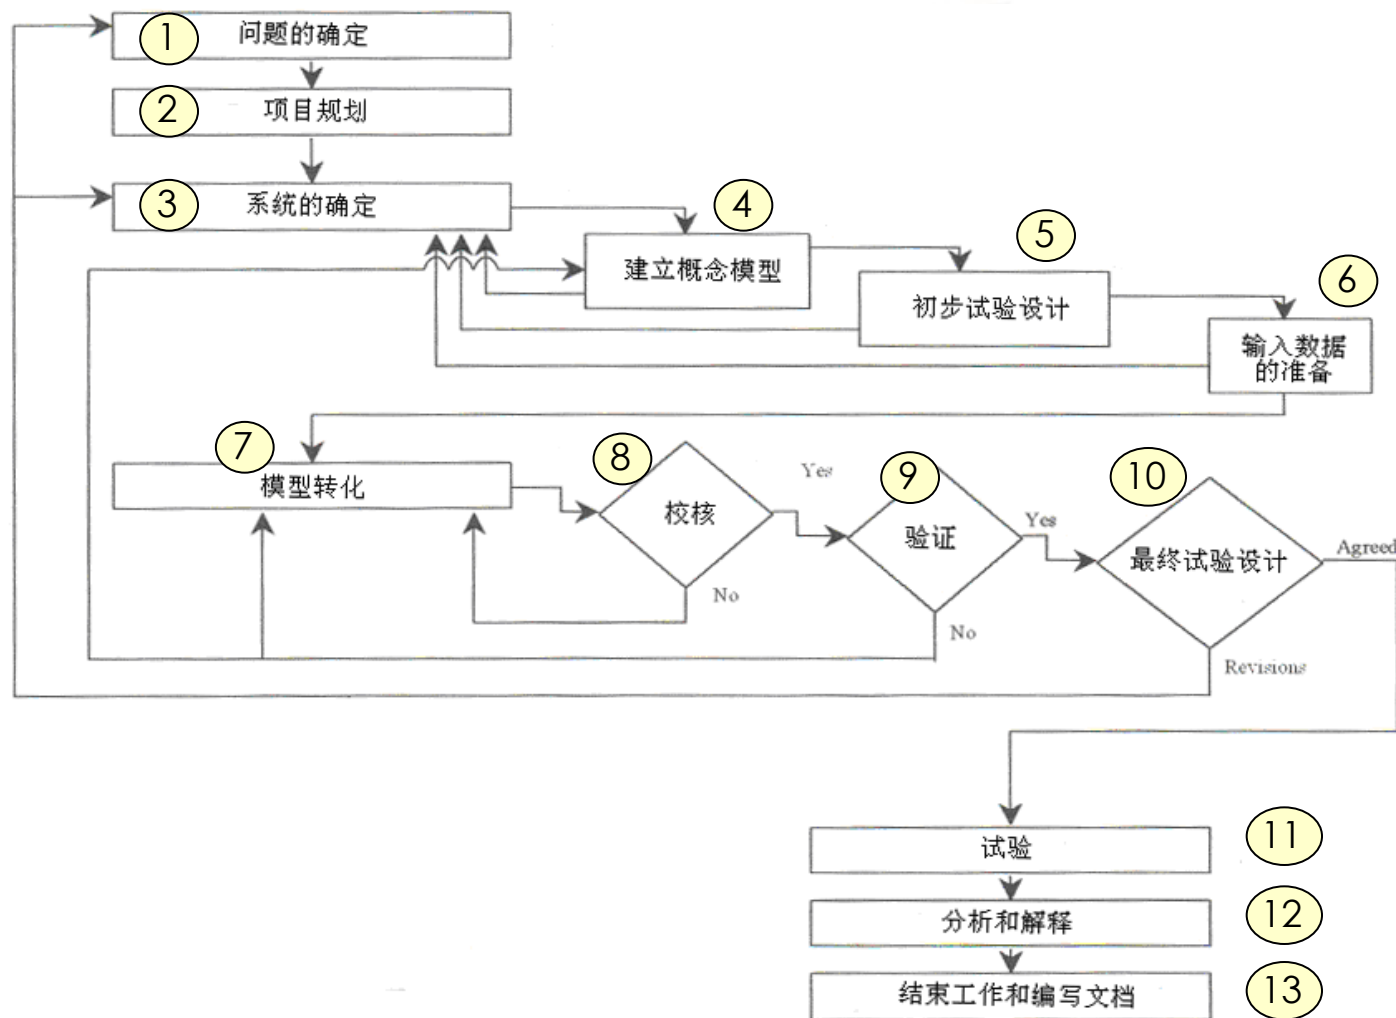 1 问题的确定
2 项目规划
3 系统的确定
4
建立概念模型
5
初步试验设计
6
输入数据
的准备
7
模型转化
8
校核
Yes
No
9
验证
Yes
No
10
最终试验设计
Agreed
Revisions
试验 11
分析和解释 12
结束工作和编写文档 13